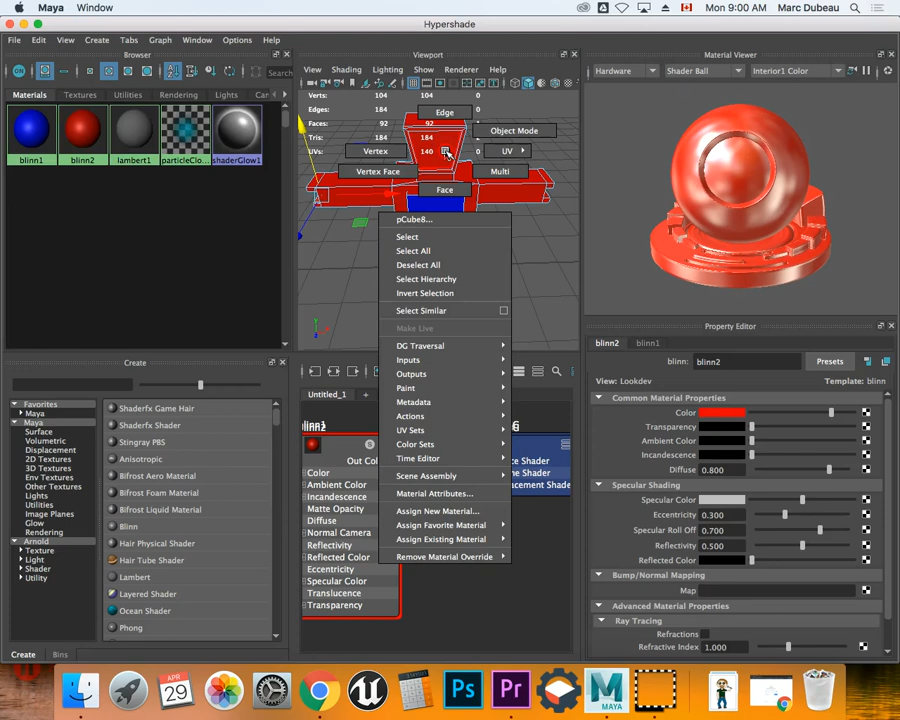 Maya Window Mon 9:00 AM Marc Dubeau
Hypershade
File Edit View Create Tabs Graph Window Options Help
Browser
ON
Search
Materials Textures Utilities Rendering Lights Ca
blinn1 blinn2 lambert1 particleClo... shaderGlow1
Viewport
View Shading Lighting Show Renderer Help
Verts: 104 104 0
Edges: 184 184 0
Faces: 92 92 0
Tris: 184 184 0
UVs: 140 140 0
Edge
Object Mode
Vertex
UV
Vertex Face
Multi
Face
pCube8...
Select
Select All
Deselect All
Select Hierarchy
Invert Selection
Select Similar
Make Live
DG Traversal
Inputs
Outputs
Paint
Metadata
Actions
UV Sets
Color Sets
Time Editor
Scene Assembly
Material Attributes...
Assign New Material...
Assign Favorite Material
Assign Existing Material
Remove Material Override
Material Viewer
Hardware Shader Ball Interior1 Color
Create
Favorites
Maya
Maya
Surface
Volumetric
Displacement
2D Textures
3D Textures
Env Textures
Other Textures
Lights
Utilities
Image Planes
Glow
Rendering
Arnold
Texture
Light
Shader
Utility
Shaderfx Game Hair
Shaderfx Shader
Stingray PBS
Anisotropic
Bifrost Aero Material
Bifrost Foam Material
Bifrost Liquid Material
Blinn
Hair Physical Shader
Hair Tube Shader
Lambert
Layered Shader
Ocean Shader
Phong
Create Bins
Untitled_1 +
S
Out Col
Color
Ambient Color
Incandescence
Matte Opacity
Diffuse
Normal Camera
Reflectivity
Reflected Color
Eccentricity
Specular Color
Translucence
Transparency
ce Shader
ne Shader
acement Shade
Property Editor
blinn2 blinn1
blinn: blinn2 Presets
View: Lookdev Template: blinn
Common Material Properties
Color
Transparency
Ambient Color
Incandescence
Diffuse 0.800
Specular Shading
Specular Color
Eccentricity 0.300
Specular Roll Off 0.700
Reflectivity 0.500
Reflected Color
Bump/Normal Mapping
Map
Advanced Material Properties
Ray Tracing
Refractions
Refractive Index 1.000
APR
29
Ps
Pr
MAYA